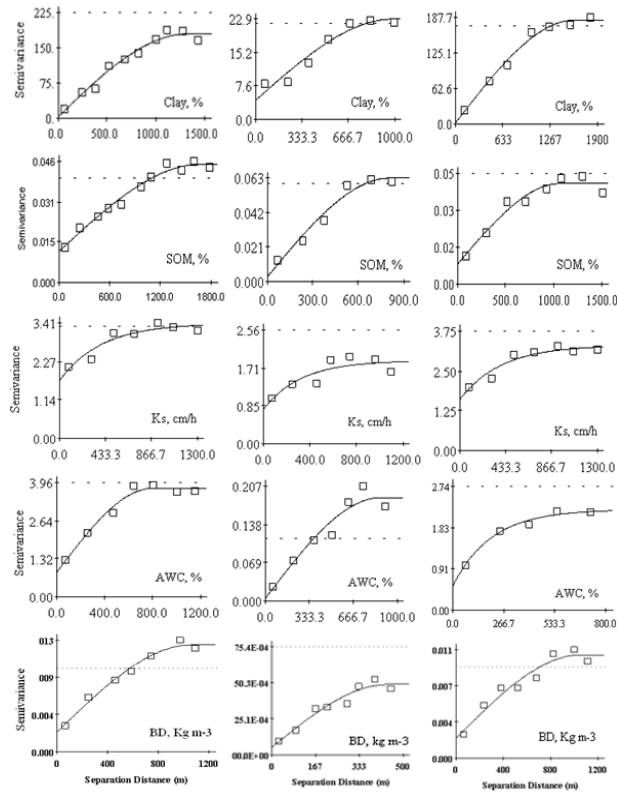 Semivariance
225.
150.
75.
0.
0.0 500.0 1000.0 1500.0
Clay, %
22.9
15.3
7.6
0.0
0.0 333.3 666.7 1000.0
Clay, %
187.7
125.1
62.6
0.0
0 633 1267 1900
Clay, %
Semivariance
0.046
0.031
0.015
0.000
0.0 600.0 1200.0 1800.0
SOM, %
0.063
0.042
0.021
0.000
0.0 300.0 600.0 900.0
SOM, %
0.05
0.03
0.02
0.00
0.0 500.0 1000.0 1500.0
SOM, %
Semivariance
3.41
2.27
1.14
0.00
0.0 433.3 866.7 1300.0
Ks, cm/h
2.56
1.71
0.85
0.00
0.0 400.0 800.0 1200.0
Ks, cm/h
3.75
2.50
1.25
0.00
0.0 433.3 866.7 1300.0
Ks, cm/h
Semivariance
3.96
2.64
1.32
0.00
0.0 400.0 800.0 1200.0
AWC, %
0.207
0.138
0.069
0.000
0.0 333.3 666.7 1000.0
AWC, %
2.74
1.83
0.91
0.00
0.0 266.7 533.3 800.0
AWC, %
Semivariance
013
0.009
0.004
0.000
0 400 800 1200
BD, Kg m-3
Separation Distance (m)
75.4E-04
50.3E-04
25.1E-04
00.0E+00
0 167 333 500
BD, kg m-3
Separation Distance (m)
0.011
0.007
0.004
0.000
0 400 800 1200
BD, Kg m-3
Separation Distance (m)